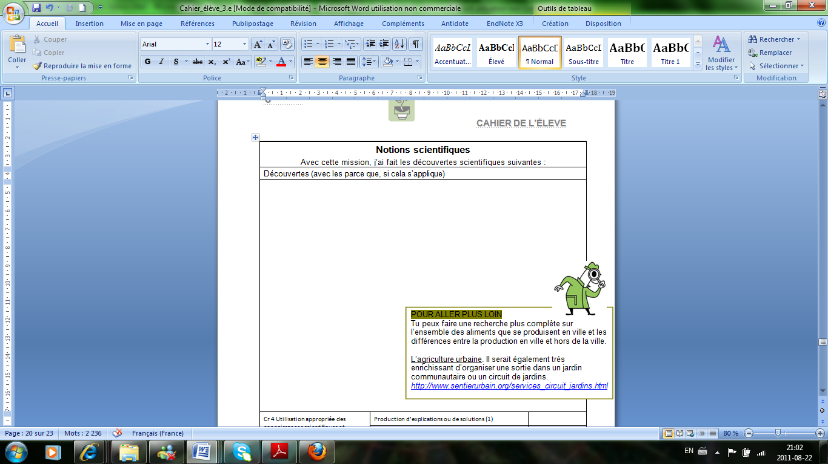 Cahier_élève_3.e [Mode de compatibilité] - Microsoft Word utilisation non commerciale
Outils de tableau
Accueil Insertion Mise en page Références Publipostage Révision Affichage Compléments Antidote EndNote X3 Création Disposition
Coller
Couper
Copier
Reproduire la mise en forme
Presse-papiers
Arial 12
Police
Paragraphe
AaBbCcI AaBbCcI AaBbCcI AaBbCcI AaBbC AaBbC
Accentuat... Élevé ¶ Normal Sous-titre Titre Titre 1
Modifier les styles
Style
Rechercher
Remplacer
Sélectionner
Modification
CAHIER DE L'ÉLEVE
Notions scientifiques
Avec cette mission, j'ai fait les découvertes scientifiques suivantes :
Découvertes (avec les parce que, si cela s'applique)
POUR ALLER PLUS LOIN
Tu peux faire une recherche plus complète sur
l'ensemble des aliments que se produisent en ville et les
différences entre la production en ville et hors de la ville.
L'agriculture urbaine. Il serait également très
enrichissant d'organiser une sortie dans un jardin
communautaire ou un circuit de jardins.
http://www.sentierurbain.org/services_circuit_jardins.html
Cr 4 Utilisation appropriée des
Production d'explications ou de solutions (1)
Page : 20 sur 23 Mots : 2 236 Français (France) 80 %
EN 21:02
2011-08-22